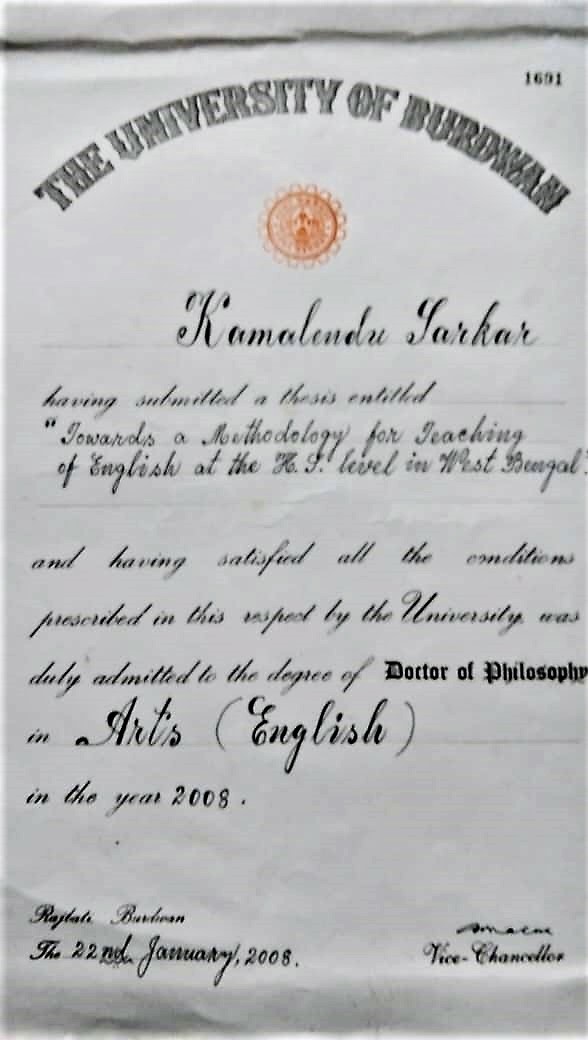 1691
THE UNIVERSITY OF BURDWAN
Kamalendu Sarkar
having submitted a thesis entitled
"Towards a Methodology for Teaching
of English at the H. S. level in West Bengal"
and having satisfied all the conditions
prescribed in this respect by the University, was
duly admitted to the degree of Doctor of Philosophy
in Arts (English)
in the year 2008.
Rajbati Burdwan
The 22nd January, 2008.
Vice-Chancellor